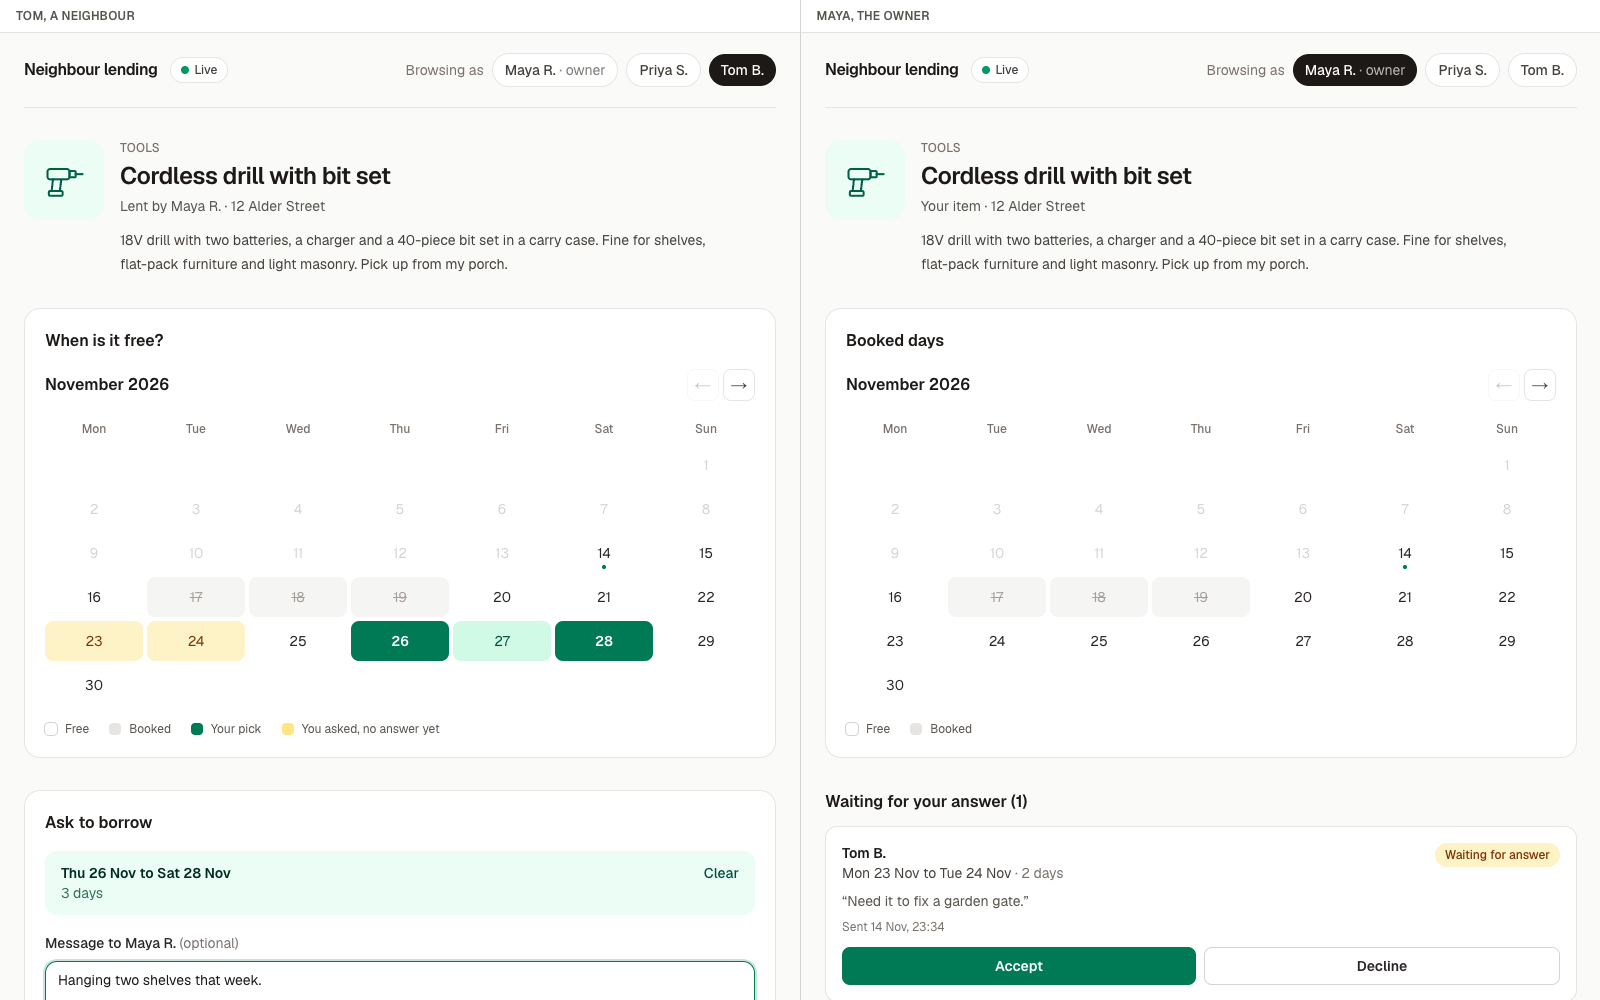 TOM, A NEIGHBOUR
Neighbour lending
Live
Browsing as
Maya R. · owner
Priya S.
Tom B.
TOOLS
Cordless drill with bit set
Lent by Maya R. · 12 Alder Street
18V drill with two batteries, a charger and a 40-piece bit set in a carry case. Fine for shelves,
flat-pack furniture and light masonry. Pick up from my porch.
When is it free?
November 2026
← →
Mon Tue Wed Thu Fri Sat Sun
1
2 3 4 5 6 7 8
9 10 11 12 13 14 15
16 17 18 19 20 21 22
23 24 25 26 27 28 29
30
Free Booked Your pick You asked, no answer yet
Ask to borrow
Thu 26 Nov to Sat 28 Nov
Clear
3 days
Message to Maya R. (optional)
Hanging two shelves that week.
MAYA, THE OWNER
Neighbour lending
Live
Browsing as
Maya R. · owner
Priya S.
Tom B.
TOOLS
Cordless drill with bit set
Your item · 12 Alder Street
18V drill with two batteries, a charger and a 40-piece bit set in a carry case. Fine for shelves,
flat-pack furniture and light masonry. Pick up from my porch.
Booked days
November 2026
← →
Mon Tue Wed Thu Fri Sat Sun
1
2 3 4 5 6 7 8
9 10 11 12 13 14 15
16 17 18 19 20 21 22
23 24 25 26 27 28 29
30
Free Booked
Waiting for your answer (1)
Tom B.
Waiting for answer
Mon 23 Nov to Tue 24 Nov · 2 days
“Need it to fix a garden gate.”
Sent 14 Nov, 23:34
Accept
Decline